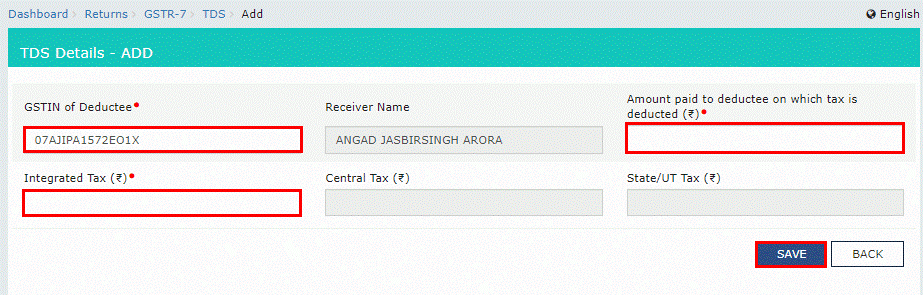 Dashboard › Returns › GSTR-7 › TDS › Add
English
TDS Details - ADD
GSTIN of Deductee•
Receiver Name
Amount paid to deductee on which tax is
deducted (₹)•
07AJIPA1572EO1X
ANGAD JASBIRSINGH ARORA
Integrated Tax (₹)•
Central Tax (₹)
State/UT Tax (₹)
SAVE
BACK